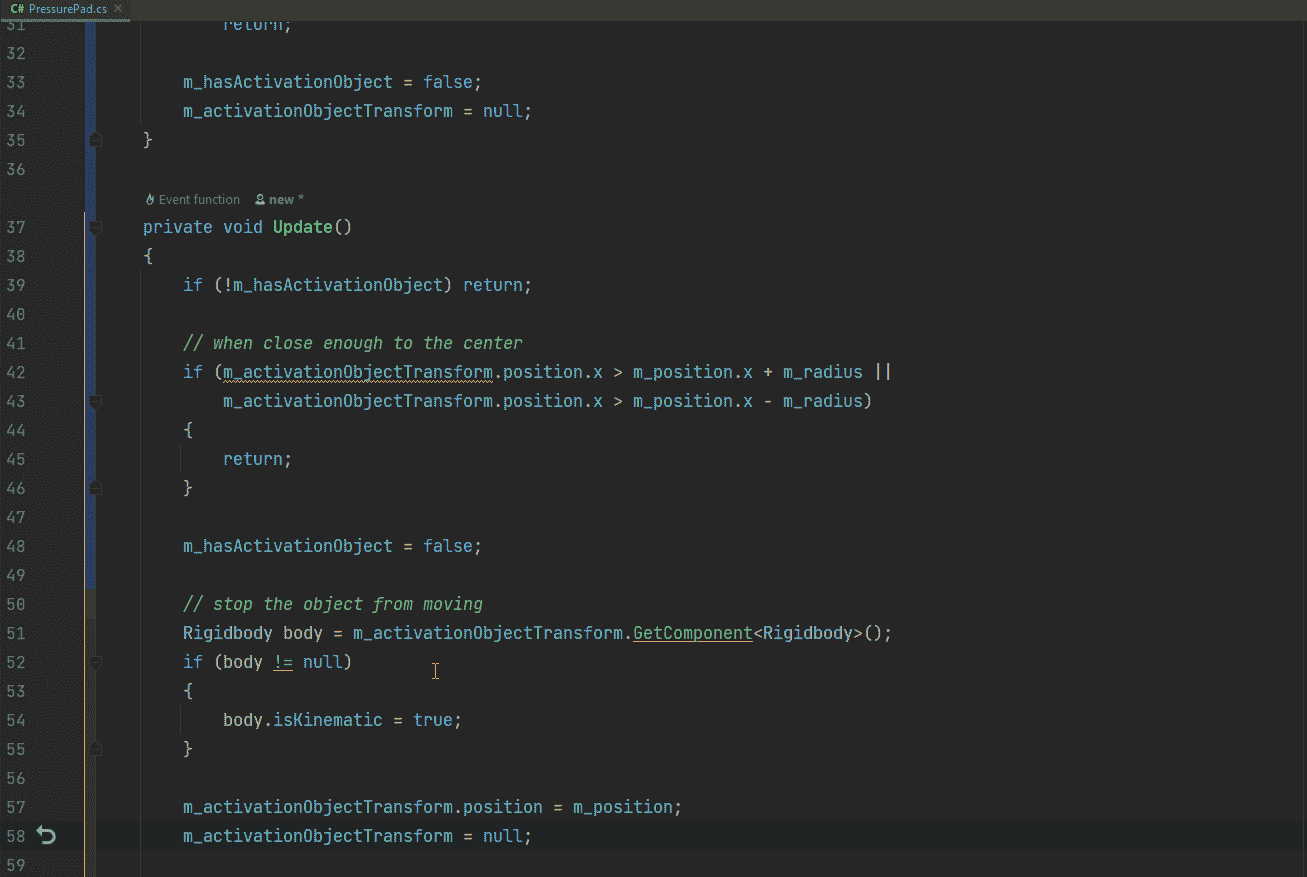 C# PressurePad.cs ×
31 return;
32
33 m_hasActivationObject = false;
34 m_activationObjectTransform = null;
35 }
36
Event function new *
37 private void Update()
38 {
39 if (!m_hasActivationObject) return;
40
41 // when close enough to the center
42 if (m_activationObjectTransform.position.x > m_position.x + m_radius ||
43 m_activationObjectTransform.position.x > m_position.x - m_radius)
44 {
45 return;
46 }
47
48 m_hasActivationObject = false;
49
50 // stop the object from moving
51 Rigidbody body = m_activationObjectTransform.GetComponent<Rigidbody>();
52 if (body != null)
53 {
54 body.isKinematic = true;
55 }
56
57 m_activationObjectTransform.position = m_position;
58 m_activationObjectTransform = null;
59